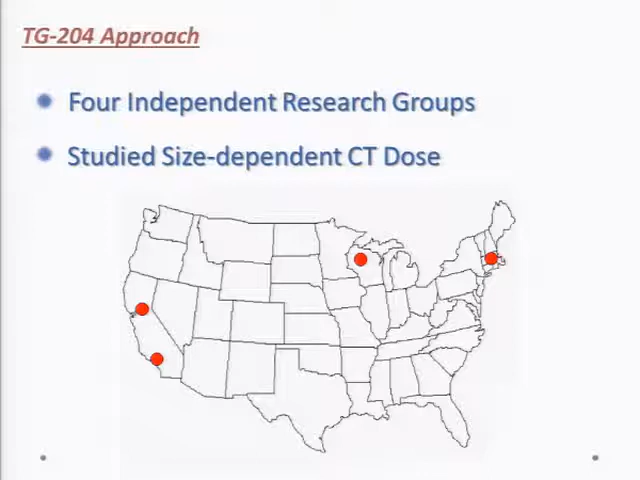 TG-204 Approach
Four Independent Research Groups
Studied Size-dependent CT Dose